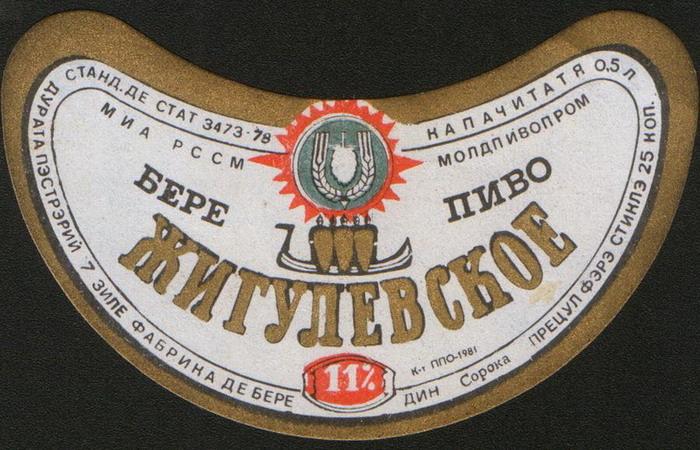 СТАНД. ДЕ СТАТ 3473-78
КАПАЧИТАТЯ 0,5 Л
МИА РССМ
МОЛДПИВОПРОМ
БЕРЕ
ПИВО
ЖИГУЛЕВСКОЕ
11%
К-т ППО-1981
ДУРАТА ПЭСТРЭРИЙ 7 ЗИЛЕ ФАБРИКА ДЕ БЕРЕ
ДИН Сорока ПРЕЦУЛ ФЭРЭ СТИКЛЭ 25 КОП.